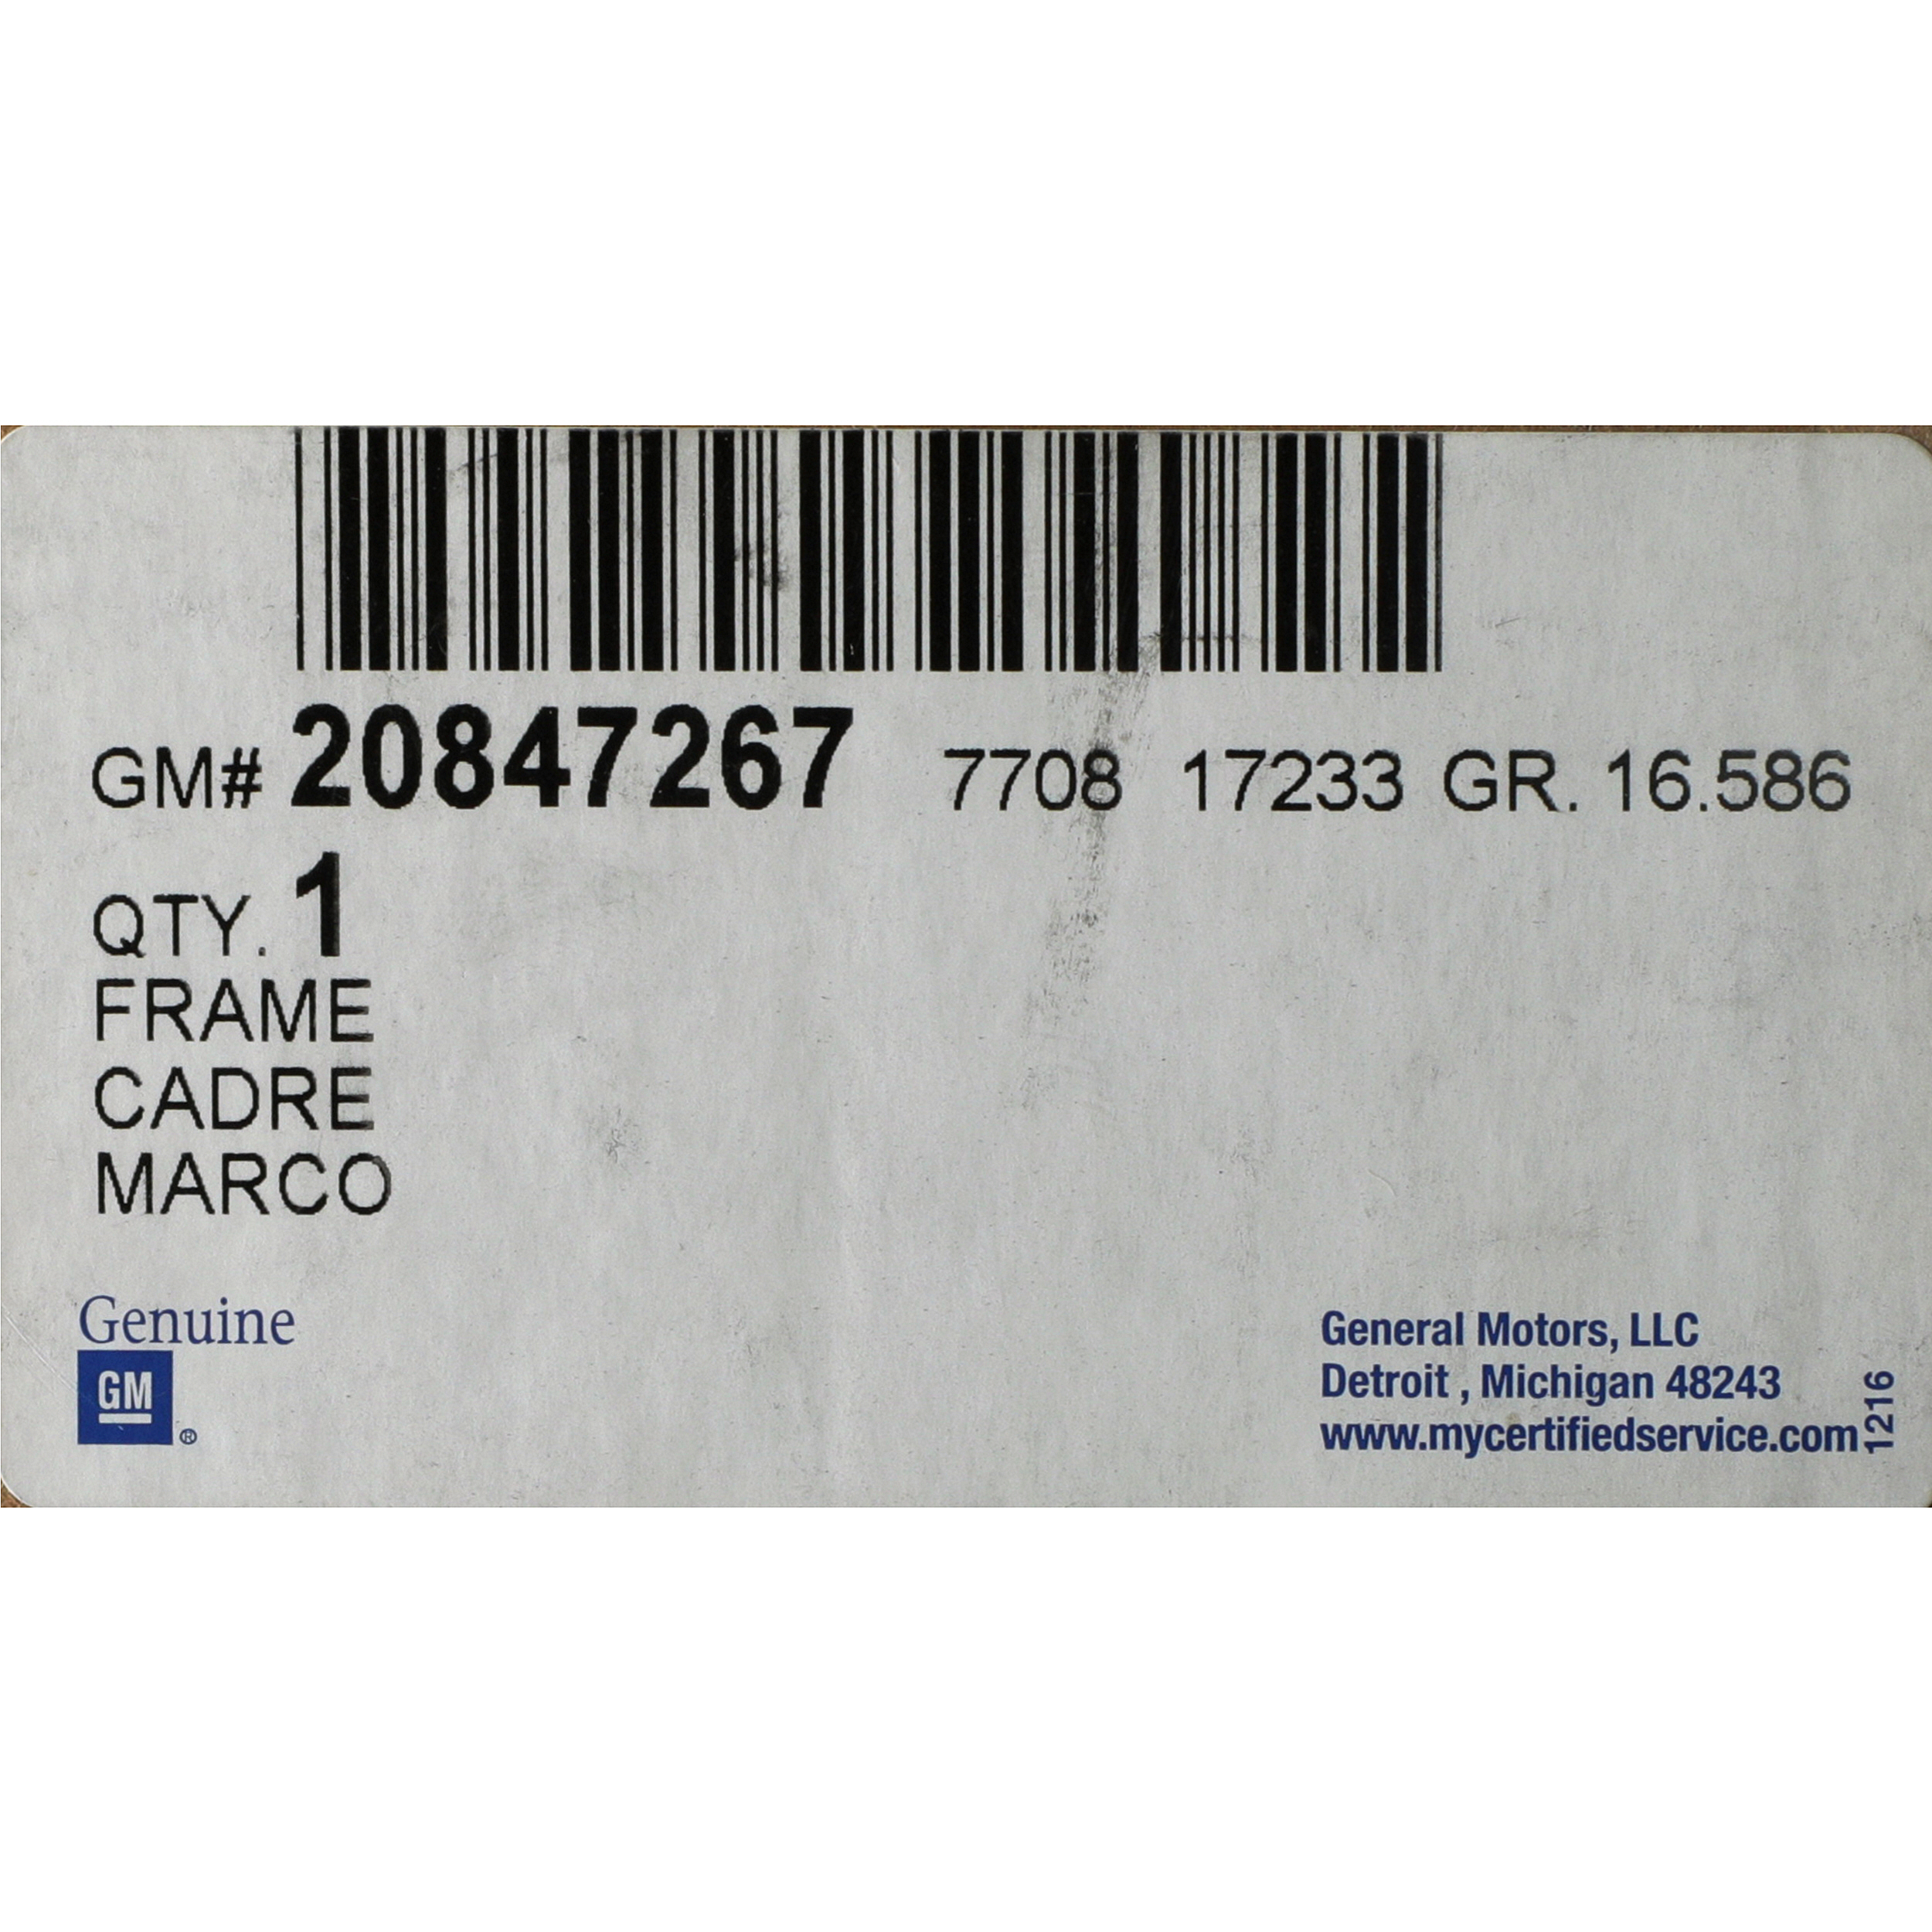 GM# 20847267 7708 17233 GR. 16.586
QTY. 1
FRAME
CADRE
MARCO
Genuine
GM
®
General Motors, LLC
Detroit , Michigan 48243
www.mycertifiedservice.com
1216